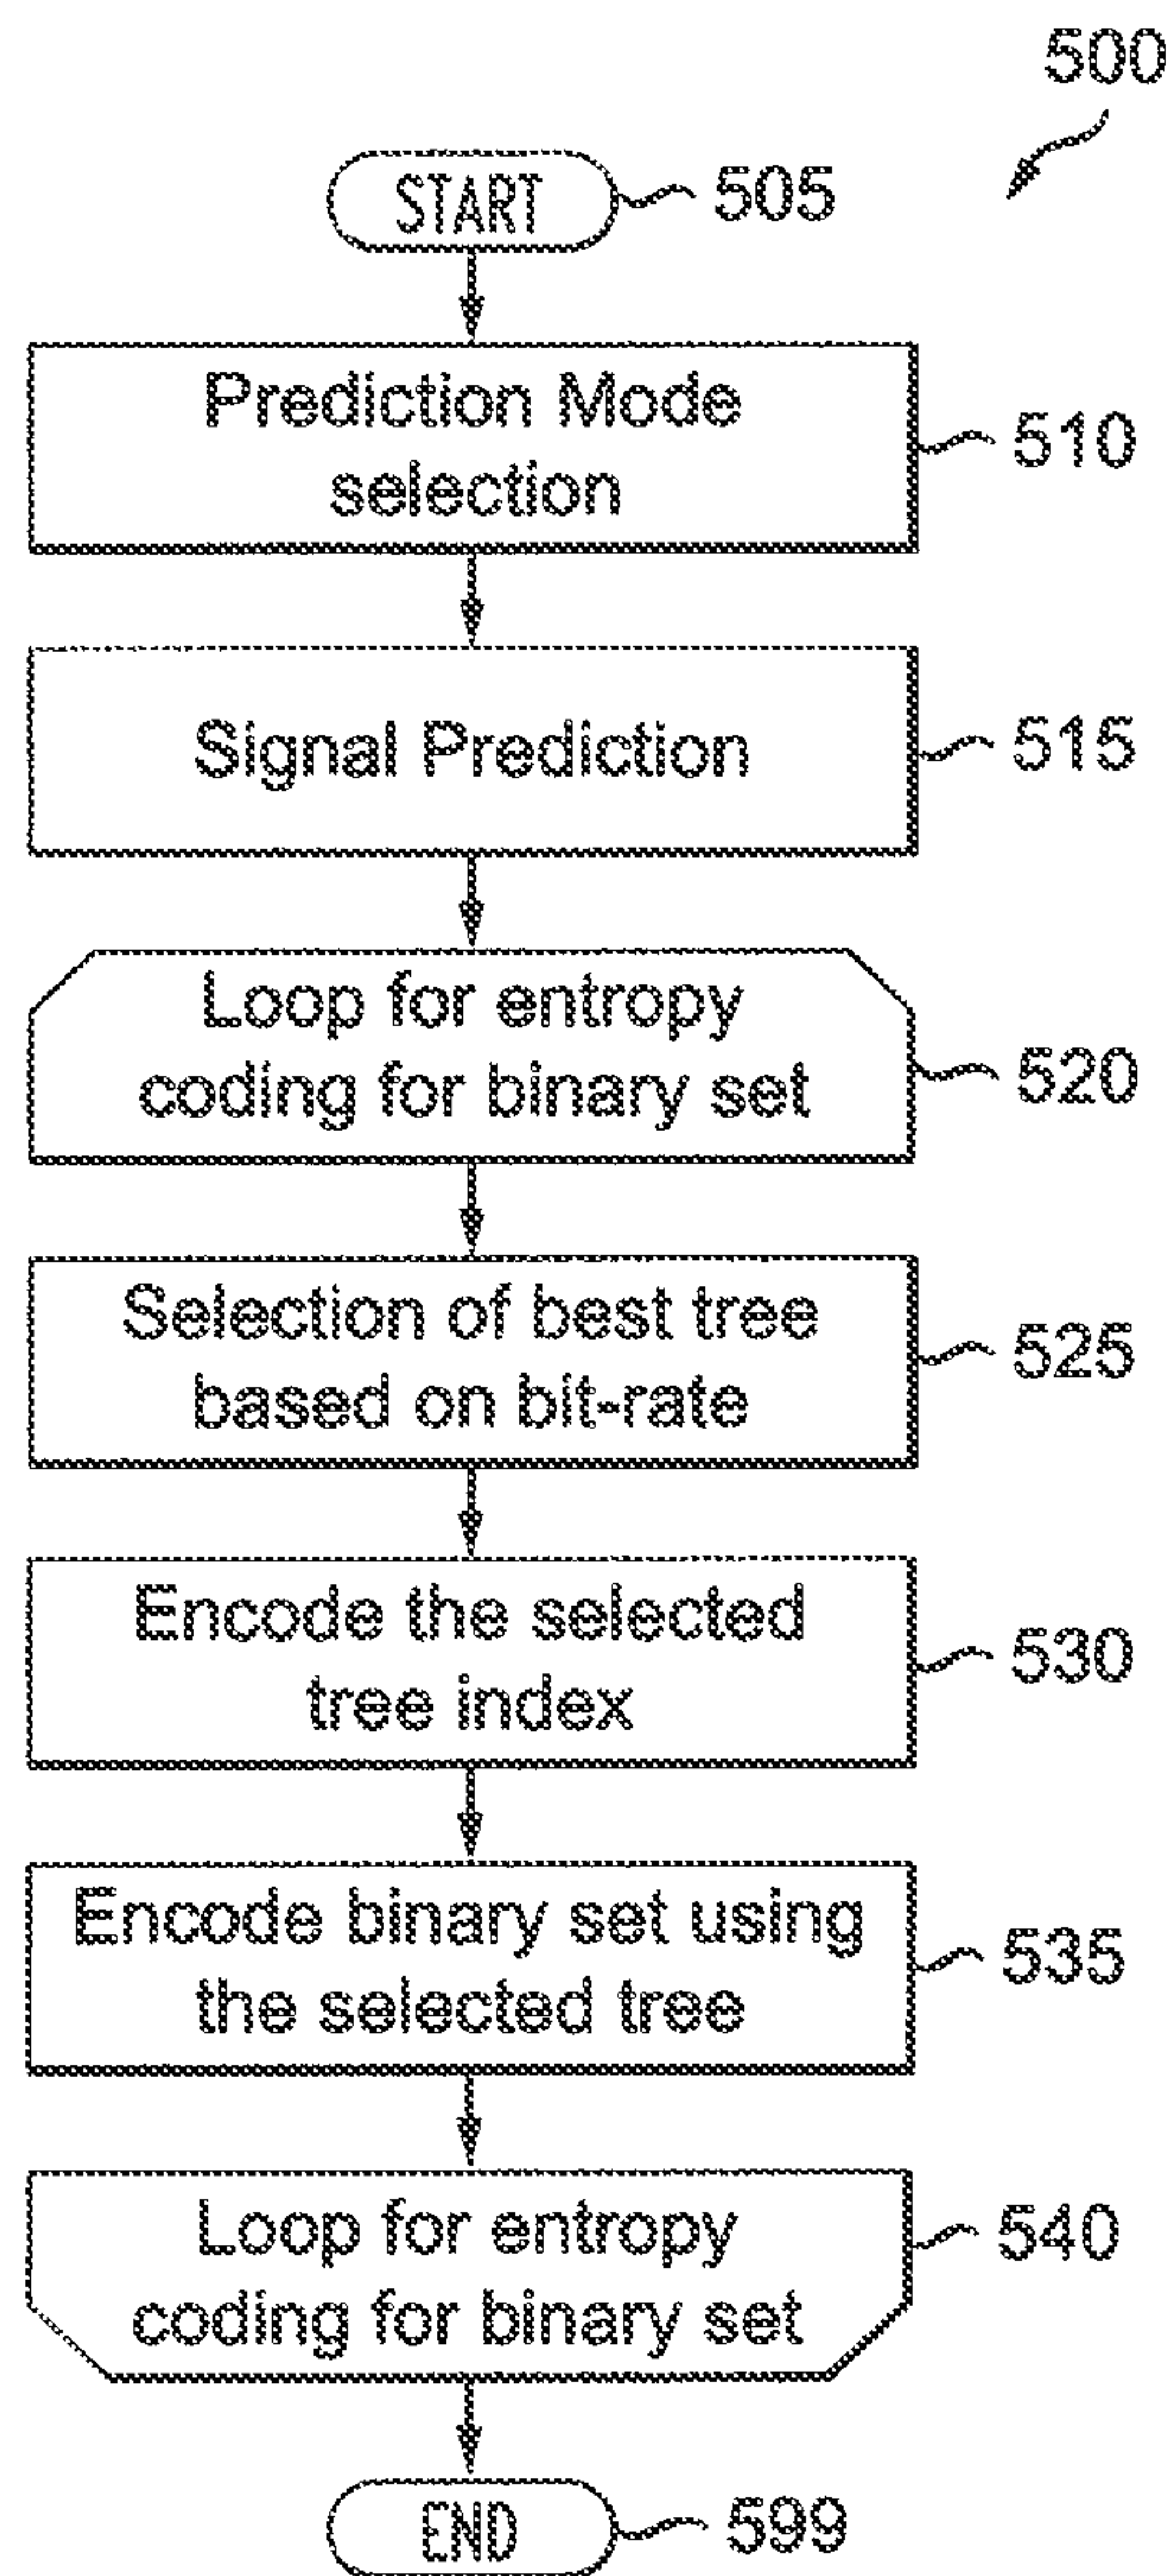 500
START
505
Prediction Mode
selection
510
Signal Prediction
515
Loop for entropy
coding for binary set
520
Selection of best tree
based on bit-rate
525
Encode the selected
tree index
530
Encode binary set using
the selected tree
535
Loop for entropy
coding for binary set
540
END
599